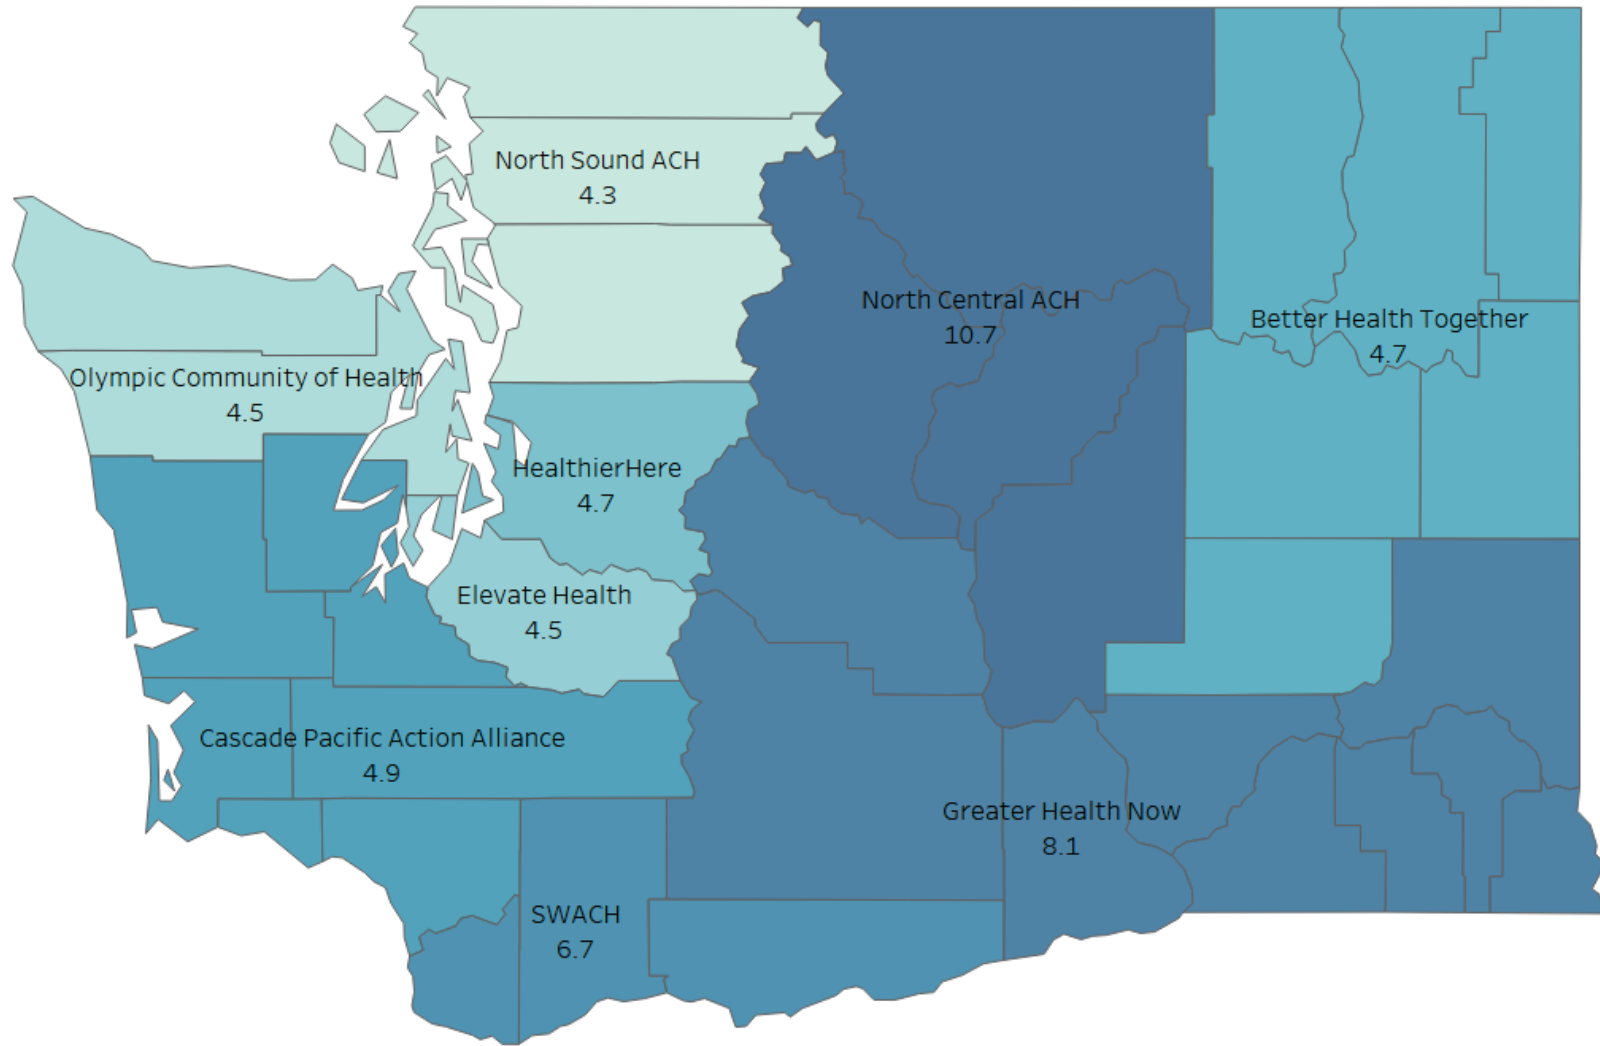 North Sound ACH
4.3
North Central ACH
10.7
Better Health Together
4.7
Olympic Community of Health
4.5
HealthierHere
4.7
Elevate Health
4.5
Cascade Pacific Action Alliance
4.9
Greater Health Now
8.1
SWACH
6.7